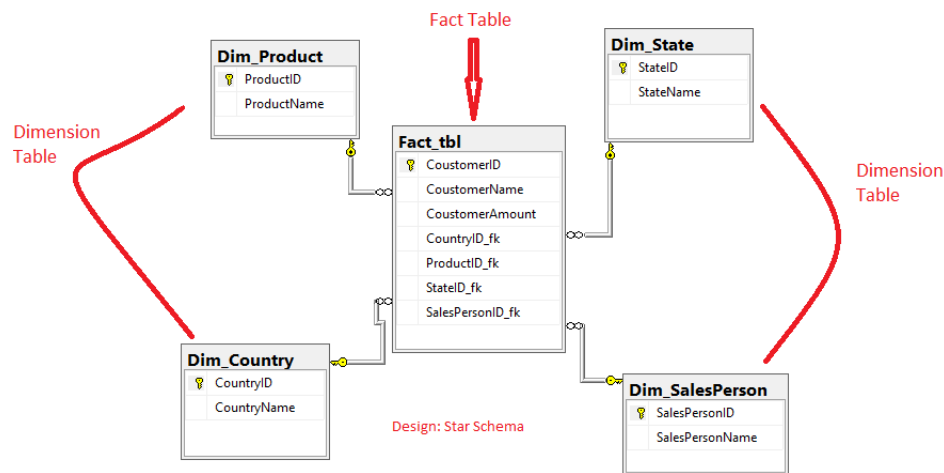 Fact Table
Dim_Product
ProductID
ProductName
Dim_State
StateID
StateName
Dimension
Table
Fact_tbl
CoustomerID
CoustomerName
CoustomerAmount
CountryID_fk
ProductID_fk
StateID_fk
SalesPersonID_fk
Dimension
Table
Dim_Country
CountryID
CountryName
Dim_SalesPerson
SalesPersonID
SalesPersonName
Design: Star Schema